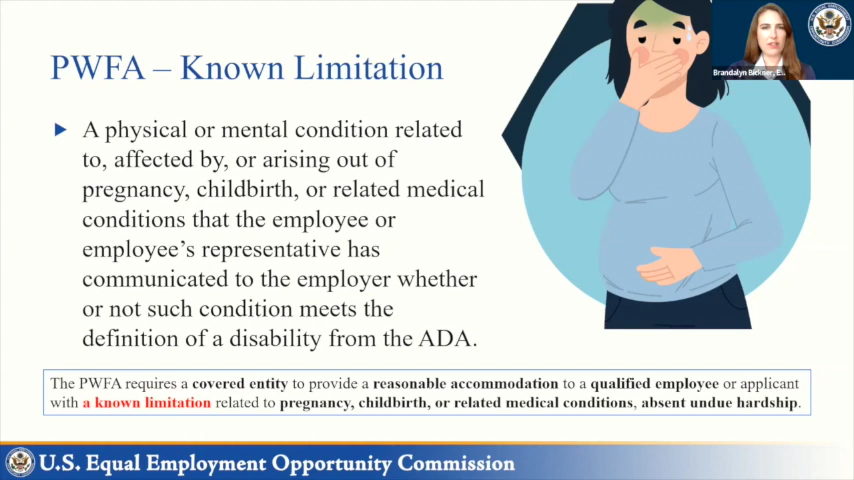 PWFA – Known Limitation
A physical or mental condition related
to, affected by, or arising out of
pregnancy, childbirth, or related medical
conditions that the employee or
employee’s representative has
communicated to the employer whether
or not such condition meets the
definition of a disability from the ADA.
The PWFA requires a covered entity to provide a reasonable accommodation to a qualified employee or applicant
with a known limitation related to pregnancy, childbirth, or related medical conditions, absent undue hardship.
U.S. Equal Employment Opportunity Commission
Brandalyn Bickner, E...